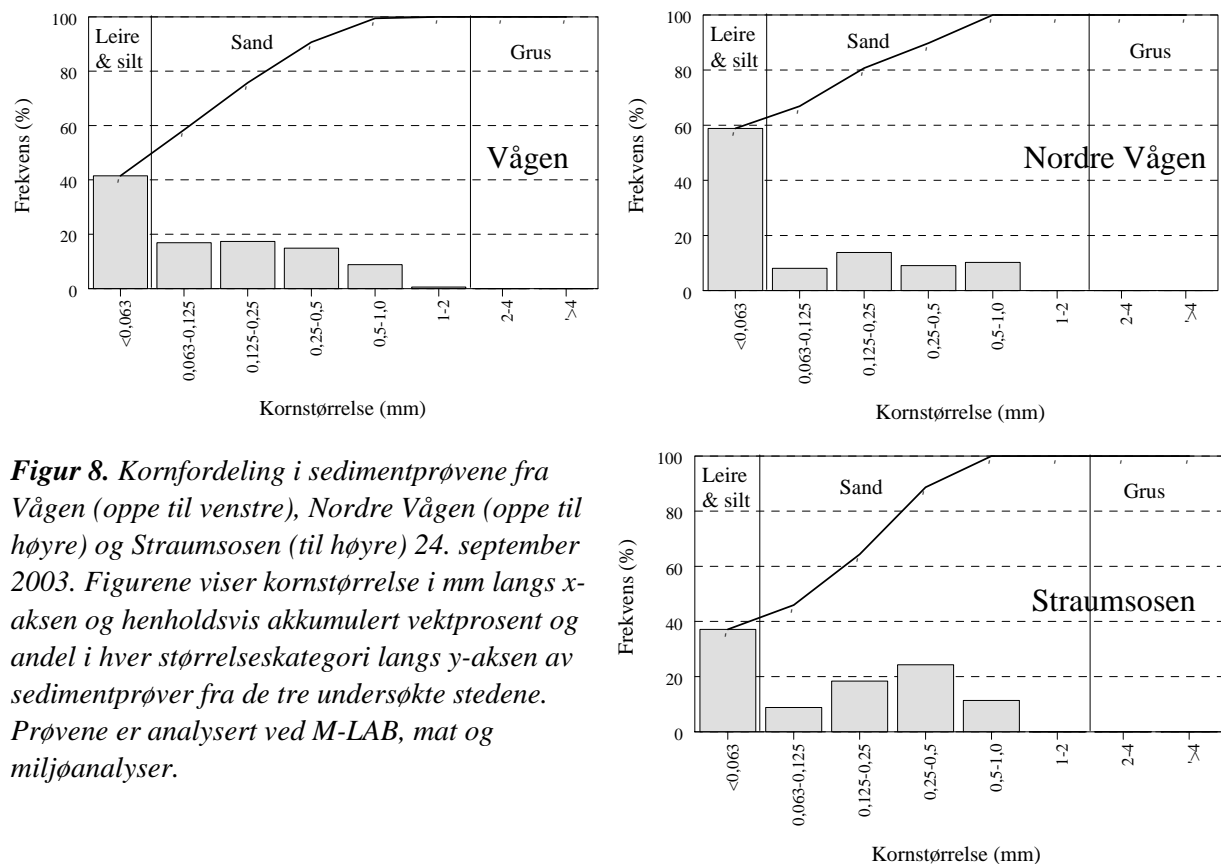 100
80
60
40
20
0
Frekvens (%)
Leire
& silt
Sand
Grus
Vågen
<0,063
0,063-0,125
0,125-0,25
0,25-0,5
0,5-1,0
1-2
2-4
'>4
Kornstørrelse (mm)
100
80
60
40
20
0
Frekvens (%)
Leire
& silt
Sand
Grus
Nordre Vågen
<0,063
0,063-0,125
0,125-0,25
0,25-0,5
0,5-1,0
1-2
2-4
'>4
Kornstørrelse (mm)
Figur 8. Kornfordeling i sedimentprøvene fra
Vågen (oppe til venstre), Nordre Vågen (oppe til
høyre) og Straumsosen (til høyre) 24. september
2003. Figurene viser kornstørrelse i mm langs x-
aksen og henholdsvis akkumulert vektprosent og
andel i hver størrelseskategori langs y-aksen av
sedimentprøver fra de tre undersøkte stedene.
Prøvene er analysert ved M-LAB, mat og
miljøanalyser.
100
80
60
40
20
0
Frekvens (%)
Leire
& silt
Sand
Grus
Straumsosen
<0,063
0,063-0,125
0,125-0,25
0,25-0,5
0,5-1,0
1-2
2-4
'>4
Kornstørrelse (mm)